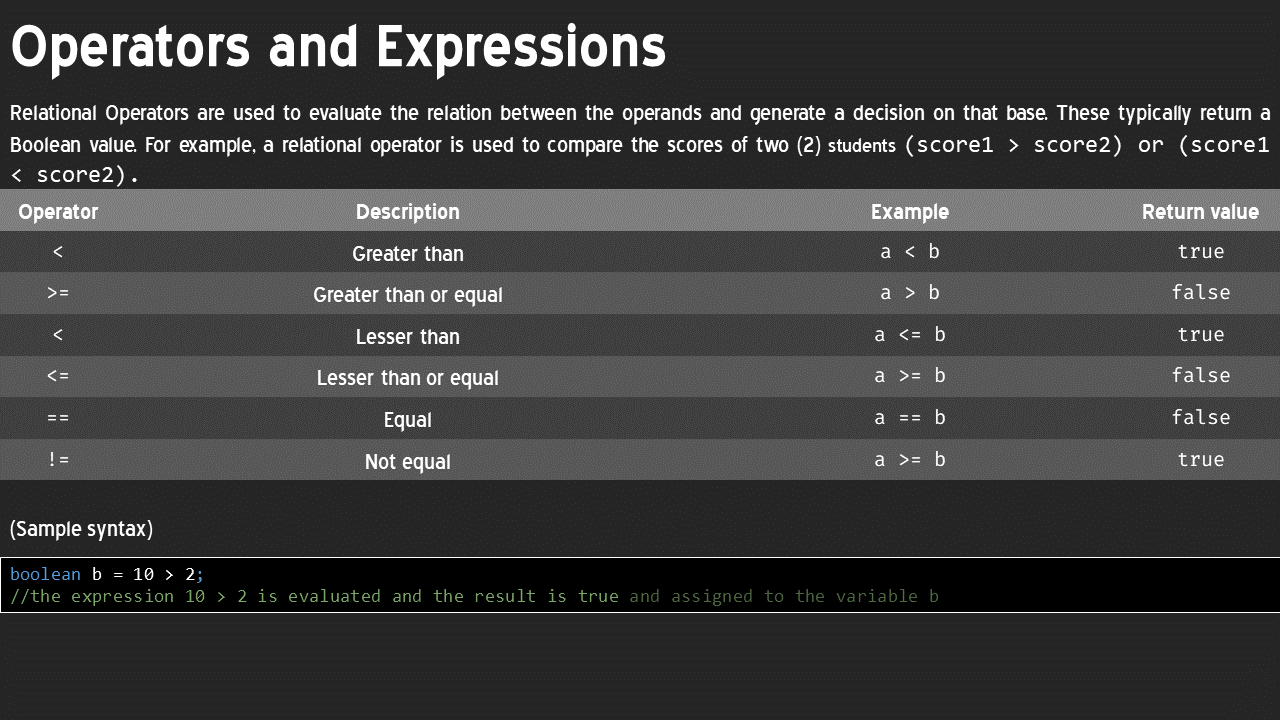 Operators and Expressions
Relational Operators are used to evaluate the relation between the operands and generate a decision on that base. These typically return a
Boolean value. For example, a relational operator is used to compare the scores of two (2) students (score1 > score2) or (score1
< score2).
Operator Description Example Return value
< Greater than a < b true
>= Greater than or equal a > b false
< Lesser than a <= b true
<= Lesser than or equal a >= b false
== Equal a == b false
!= Not equal a >= b true
(Sample syntax)
boolean b = 10 > 2;
//the expression 10 > 2 is evaluated and the result is true and assigned to the variable b